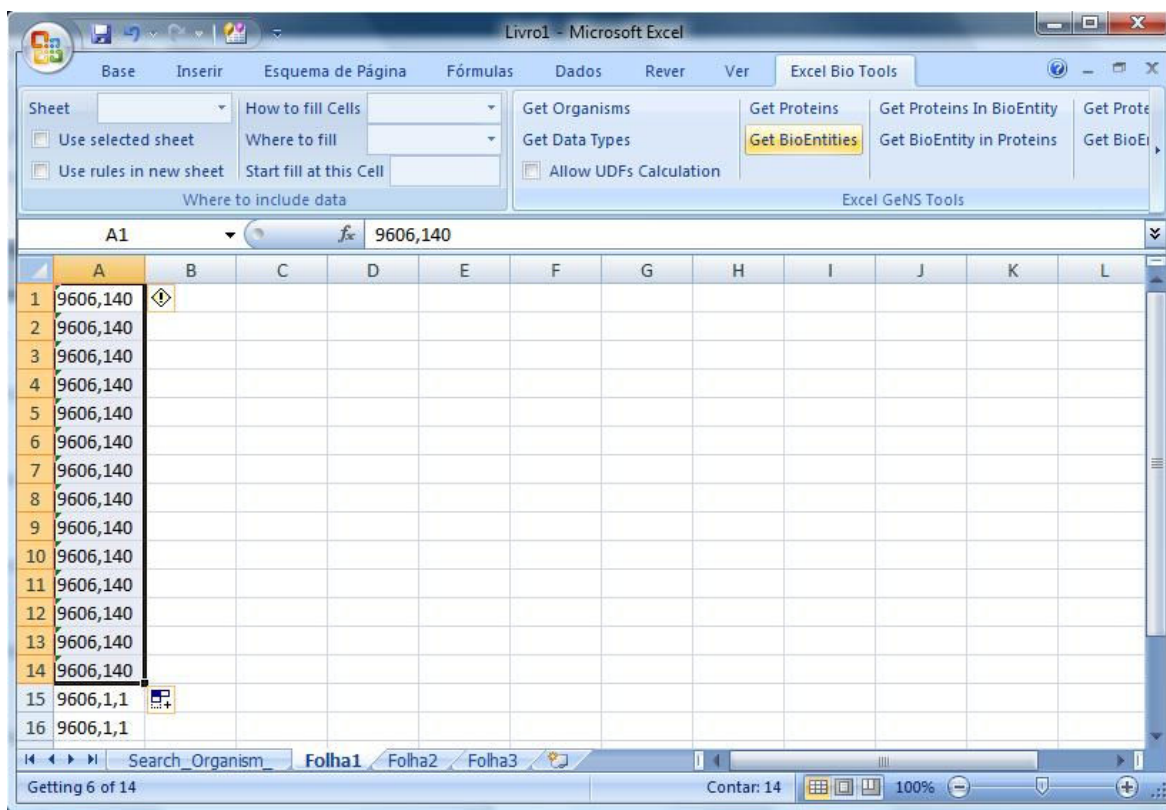 Livro1 - Microsoft Excel
Base Inserir Esquema de Página Fórmulas Dados Rever Ver Excel Bio Tools
Sheet How to fill Cells Get Organisms Get Proteins Get Proteins In BioEntity Get Prote
Use selected sheet Where to fill Get Data Types Get BioEntities Get BioEntity in Proteins Get BioEn
Use rules in new sheet Start fill at this Cell Allow UDFs Calculation
Where to include data Excel GeNS Tools
A1 fx 9606,140
A B C D E F G H I J K L
1 9606,140
2 9606,140
3 9606,140
4 9606,140
5 9606,140
6 9606,140
7 9606,140
8 9606,140
9 9606,140
10 9606,140
11 9606,140
12 9606,140
13 9606,140
14 9606,140
15 9606,1,1
16 9606,1,1
Search_Organism_ Folha1 Folha2 Folha3
Getting 6 of 14 Contar: 14 100%